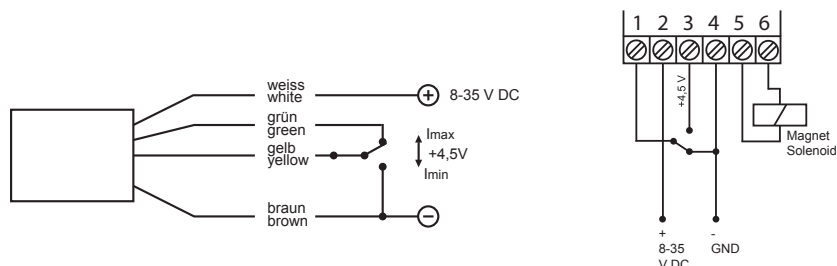 weiss
white
8-35 V DC
grün
green
gelb
yellow
Imax
+4,5V
Imin
braun
brown
1 2 3 4 5 6
+4,5 V
Magnet
Solenoid
+
8-35
V DC
-
GND